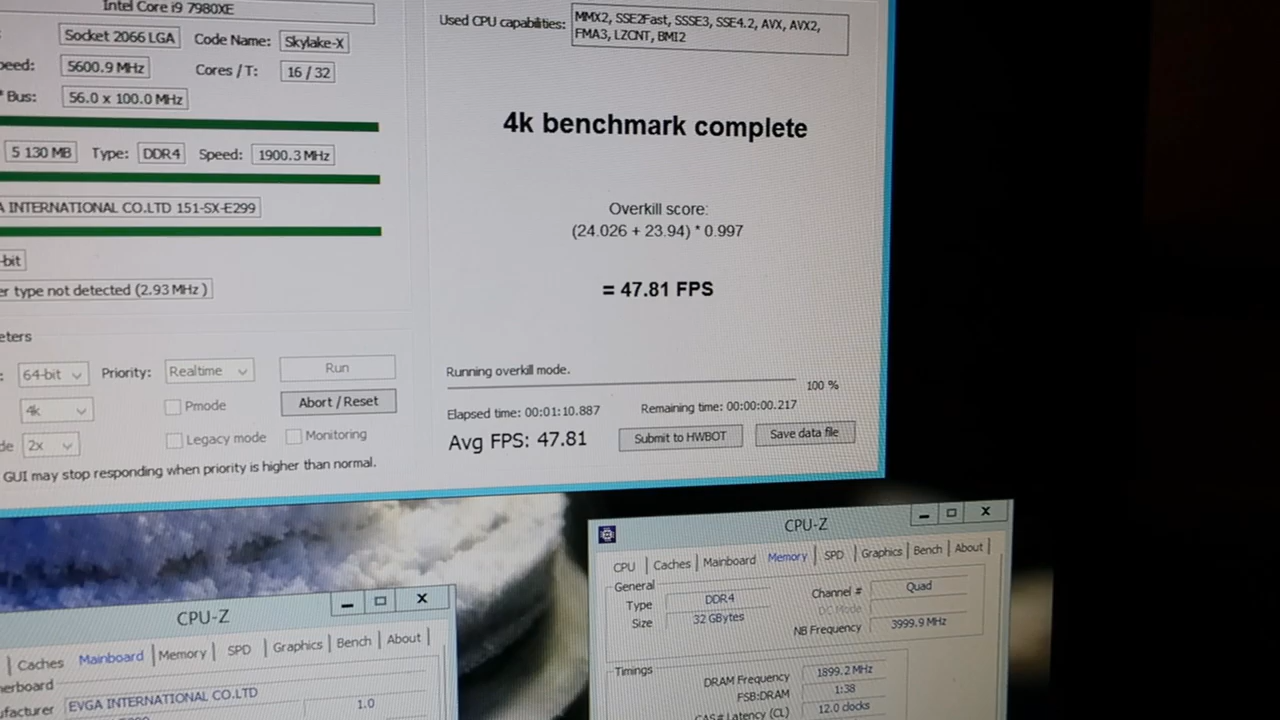 Intel Core i9 7980XE
Socket 2066 LGA Code Name: Skylake-X
peed: 5600.9 MHz Cores / T: 16 / 32
* Bus: 56.0 x 100.0 MHz
5 130 MB Type: DDR4 Speed: 1900.3 MHz
A INTERNATIONAL CO.LTD 151-SX-E299
-bit
er type not detected (2.93 MHz )
eters
: 64-bit Priority: Realtime Run
4k Pmode Abort / Reset
de 2x Legacy mode Monitoring
GUI may stop responding when priority is higher than normal.
Used CPU capabilities: MMX2, SSE2Fast, SSSE3, SSE4.2, AVX, AVX2,
FMA3, LZCNT, BMI2
4k benchmark complete
Overkill score:
(24.026 + 23.94) * 0.997
= 47.81 FPS
Running overkill mode.
100 %
Elapsed time: 00:01:10.887 Remaining time: 00:00:00.217
Avg FPS: 47.81 Submit to HWBOT Save data file
CPU-Z
Caches Mainboard Memory SPD Graphics Bench About
nerboard
ufacturer EVGA INTERNATIONAL CO.LTD 1.0
CPU-Z
CPU Caches Mainboard Memory SPD Graphics Bench About
General
Type DDR4 Channel # Quad
Size 32 GBytes DC Mode
NB Frequency 3999.9 MHz
Timings
DRAM Frequency 1899.2 MHz
FSB:DRAM 1:38
CAS# Latency (CL) 12.0 clocks